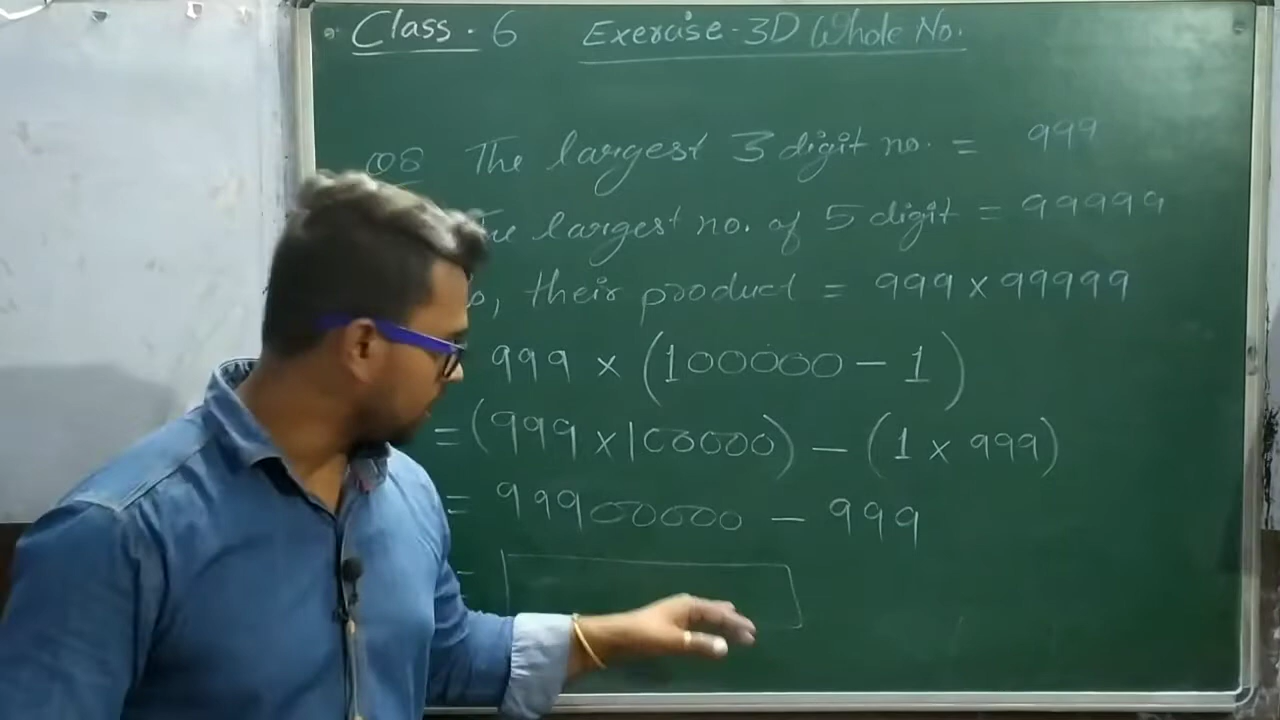 Class. 6 Exercise-3D Whole No.
Q8 The largest 3 digit no. = 999
largest no. of 5 digit = 99999
their product = 999 x 99999
999 x (100000 - 1)
= (999 x 100000) - (1 x 999)
= 99900000 - 999
=